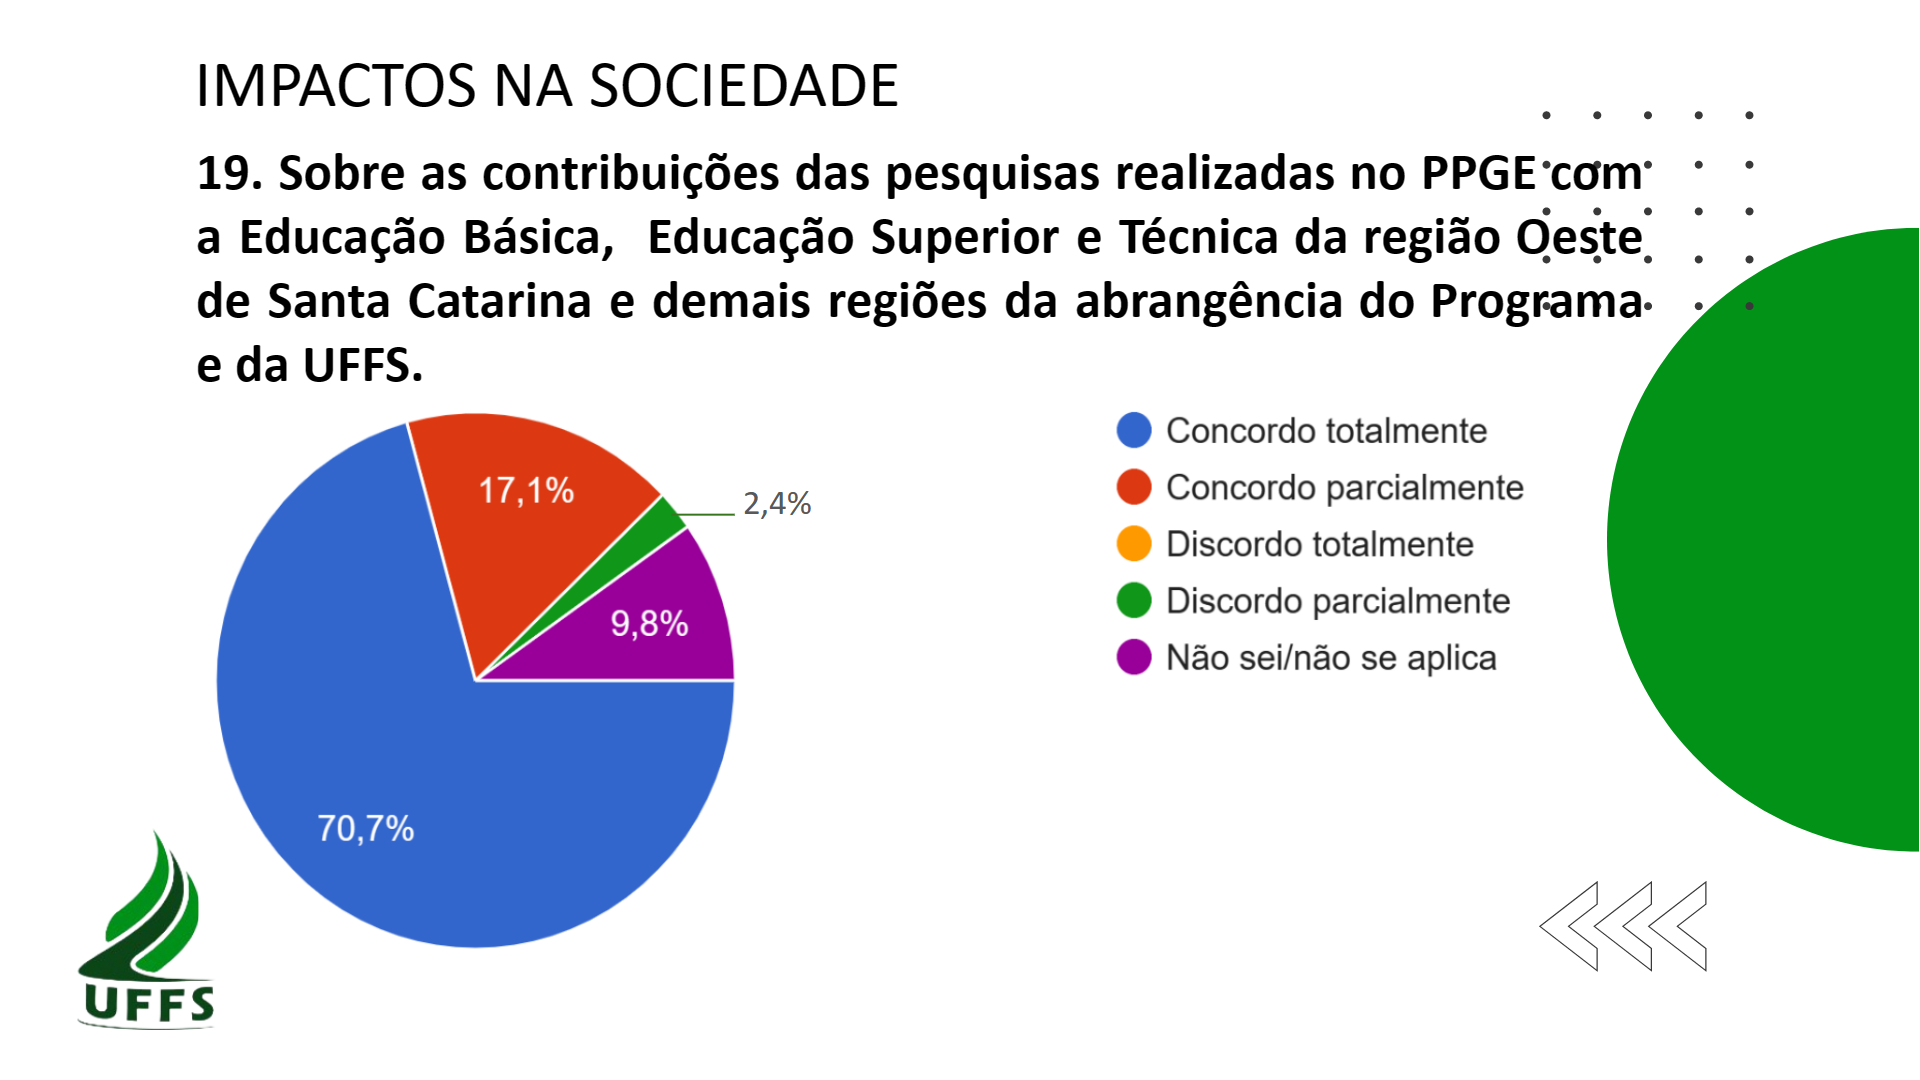 IMPACTOS NA SOCIEDADE
19. Sobre as contribuições das pesquisas realizadas no PPGE com
a Educação Básica,  Educação Superior e Técnica da região Oeste
de Santa Catarina e demais regiões da abrangência do Programa
e da UFFS.
Concordo totalmente
Concordo parcialmente
Discordo totalmente
Discordo parcialmente
Não sei/não se aplica
17,1%
2,4%
9,8%
70,7%
UFFS